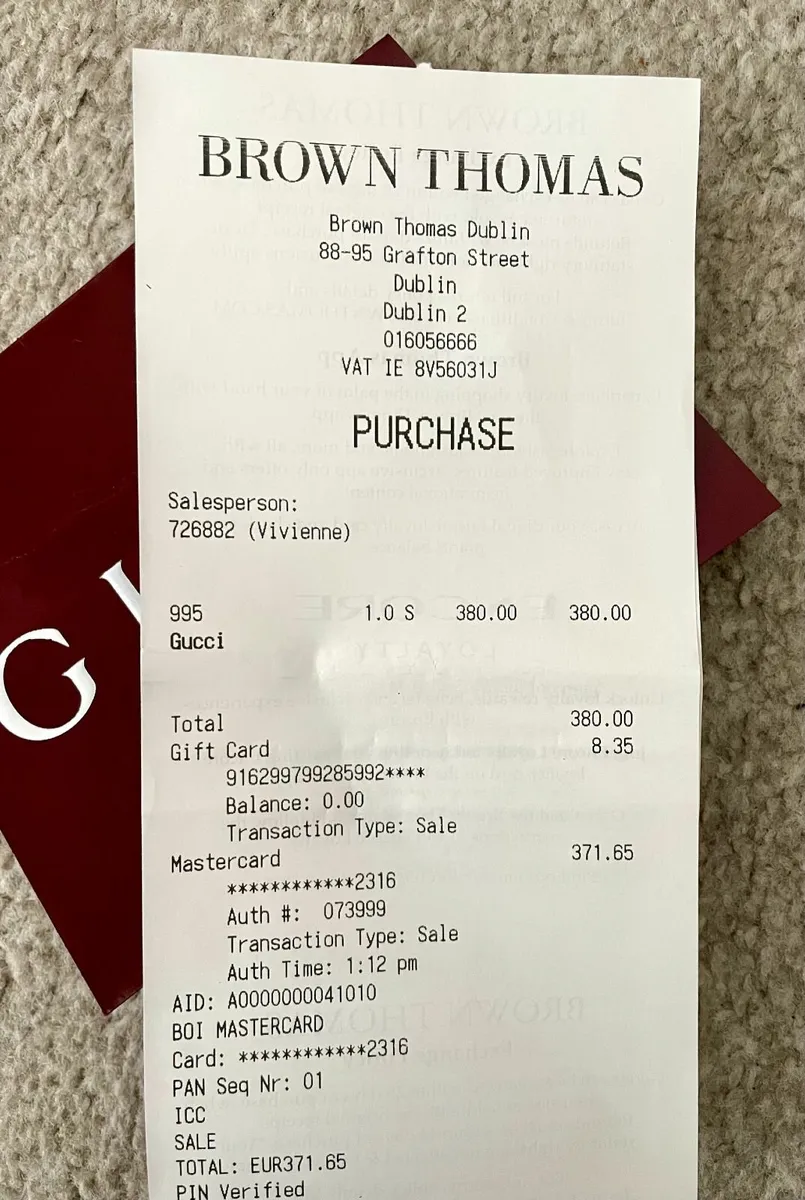 BROWN THOMAS
Brown Thomas Dublin
88-95 Grafton Street
Dublin
Dublin 2
016056666
VAT IE 8V56031J
PURCHASE
Salesperson:
726882 (Vivienne)
995 1.0 S 380.00 380.00
Gucci
Total 380.00
Gift Card 8.35
916299799285992****
Balance: 0.00
Transaction Type: Sale
Mastercard 371.65
************2316
Auth #: 073999
Transaction Type: Sale
Auth Time: 1:12 pm
AID: A0000000041010
BOI MASTERCARD
Card: ************2316
PAN Seq Nr: 01
ICC
SALE
TOTAL: EUR371.65
PIN Verified
G